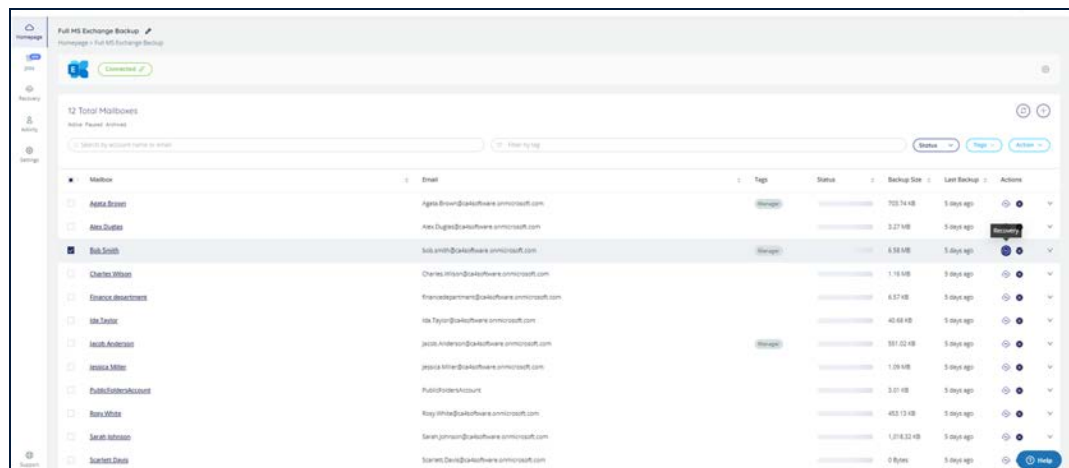 Homepage
Full MS Exchange Backup
Homepage > Full MS Exchange Backup
Jobs
E
Connected
Recovery
12 Total Mailboxes
Activity
Active Paused Archived
Search by account name or email
Filter by tag
Status
Tags
Action
Settings
Mailbox Email Tags Status Backup Size Last Backup Actions
Agata Brown Agata.Brown@ca4software.onmicrosoft.com Manager 703.74 KB 5 days ago
Alex Dugles Alex.Dugles@ca4software.onmicrosoft.com 3.27 MB 5 days ago
Recovery
Bob Smith bob.smith@ca4software.onmicrosoft.com Manager 6.58 MB 5 days ago
Charles Wilson Charles.Wilson@ca4software.onmicrosoft.com 1.16 MB 5 days ago
Finance department financedepartment@ca4software.onmicrosoft.com 6.57 KB 5 days ago
Ida Taylor Ida.Taylor@ca4software.onmicrosoft.com 40.68 KB 5 days ago
Jacob Anderson Jacob.Anderson@ca4software.onmicrosoft.com Manager 551.02 KB 5 days ago
Jessica Miller Jessica.Miller@ca4software.onmicrosoft.com 1.09 MB 5 days ago
PublicFoldersAccount PublicFoldersAccount 3.01 KB 5 days ago
Roxy White Roxy.White@ca4software.onmicrosoft.com 453.13 KB 5 days ago
Sarah Johnson Sarah.Johnson@ca4software.onmicrosoft.com 1,018.32 KB 5 days ago
Scarlett Davis Scarlett.Davis@ca4software.onmicrosoft.com 0 Bytes 5 days ago
Support
Help